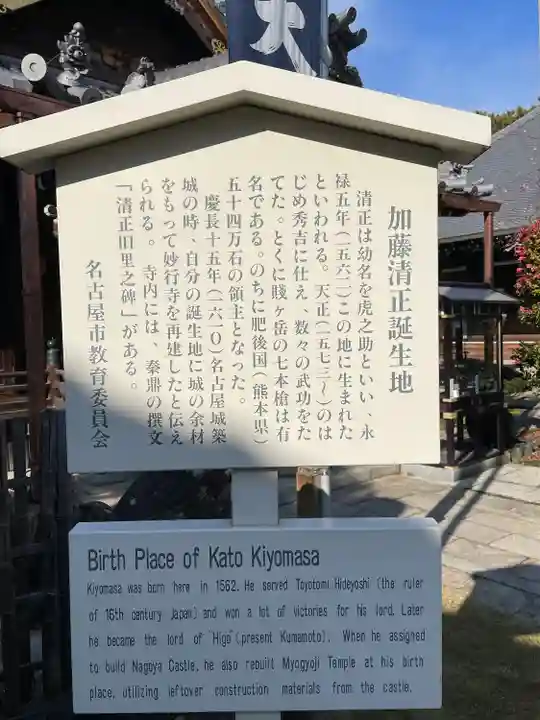 大
加藤清正誕生地
清正は幼名を虎之助といい、永
禄五年(一五六二)この地に生まれた
といわれる。天正(一五七三〜)のは
じめ秀吉に仕え、数々の武功をた
てた。とくに賤ヶ岳の七本槍は有
名である。のちに肥後国(熊本県)
五十四万石の領主となった。
慶長十五年(一六一〇)名古屋城築
城の時、自分の誕生地に城の余材
をもって妙行寺を再建したと伝え
られる。 寺内には、秦鼎の撰文
「清正旧里之碑」がある。
名古屋市教育委員会
Birth Place of Kato Kiyomasa
Kiyomasa was born here in 1562. He served Toyotomi Hideyoshi (the ruler
of 16th century Japan) and won a lot of victories for his lord. Later
he became the lord of "Higo"(present Kumamoto). When he assigned
to build Nagoya Castle, he also rebuilt Myogyoji Temple at his birth
place, utilizing leftover construction materials from the castle.